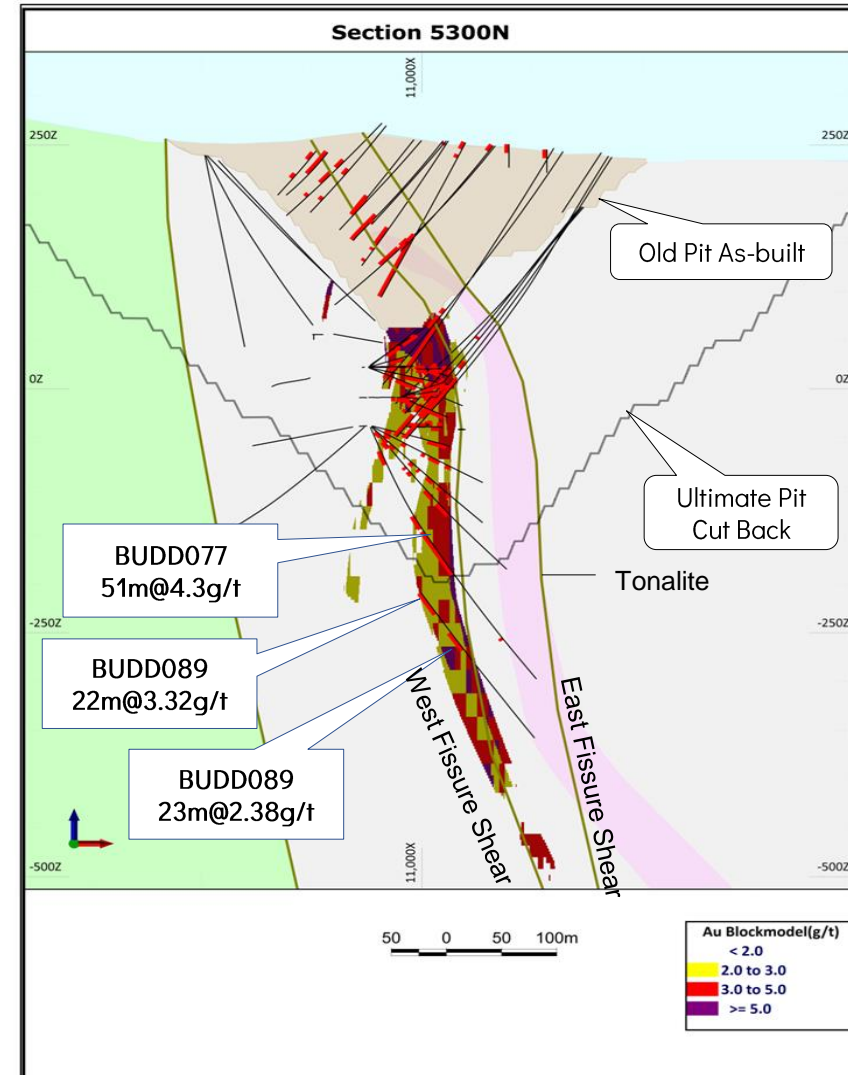 Section 5300N
11,000X
250Z
250Z
Old Pit As-built
0Z
0Z
Ultimate Pit
Cut Back
BUDD077
51m@4.3g/t
Tonalite
-250Z
-250Z
BUDD089
22m@3.32g/t
West Fissure Shear
East Fissure Shear
BUDD089
23m@2.38g/t
11,000X
-500Z
-500Z
50 0 50 100m
Au Blockmodel(g/t)
< 2.0
2.0 to 3.0
3.0 to 5.0
>= 5.0